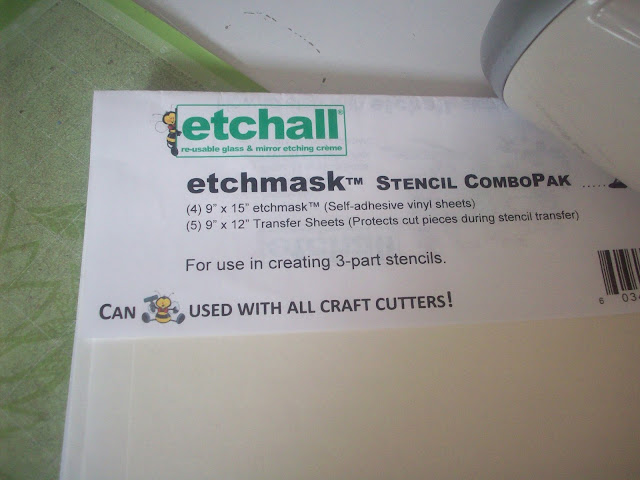 etchall®
re-usable glass & mirror etching crème
etchmask™ STENCIL COMBOPAK ......
(4) 9" x 15" etchmask™ (Self-adhesive vinyl sheets)
(5) 9" x 12" Transfer Sheets (Protects cut pieces during stencil transfer)
For use in creating 3-part stencils.
CAN USED WITH ALL CRAFT CUTTERS!
6